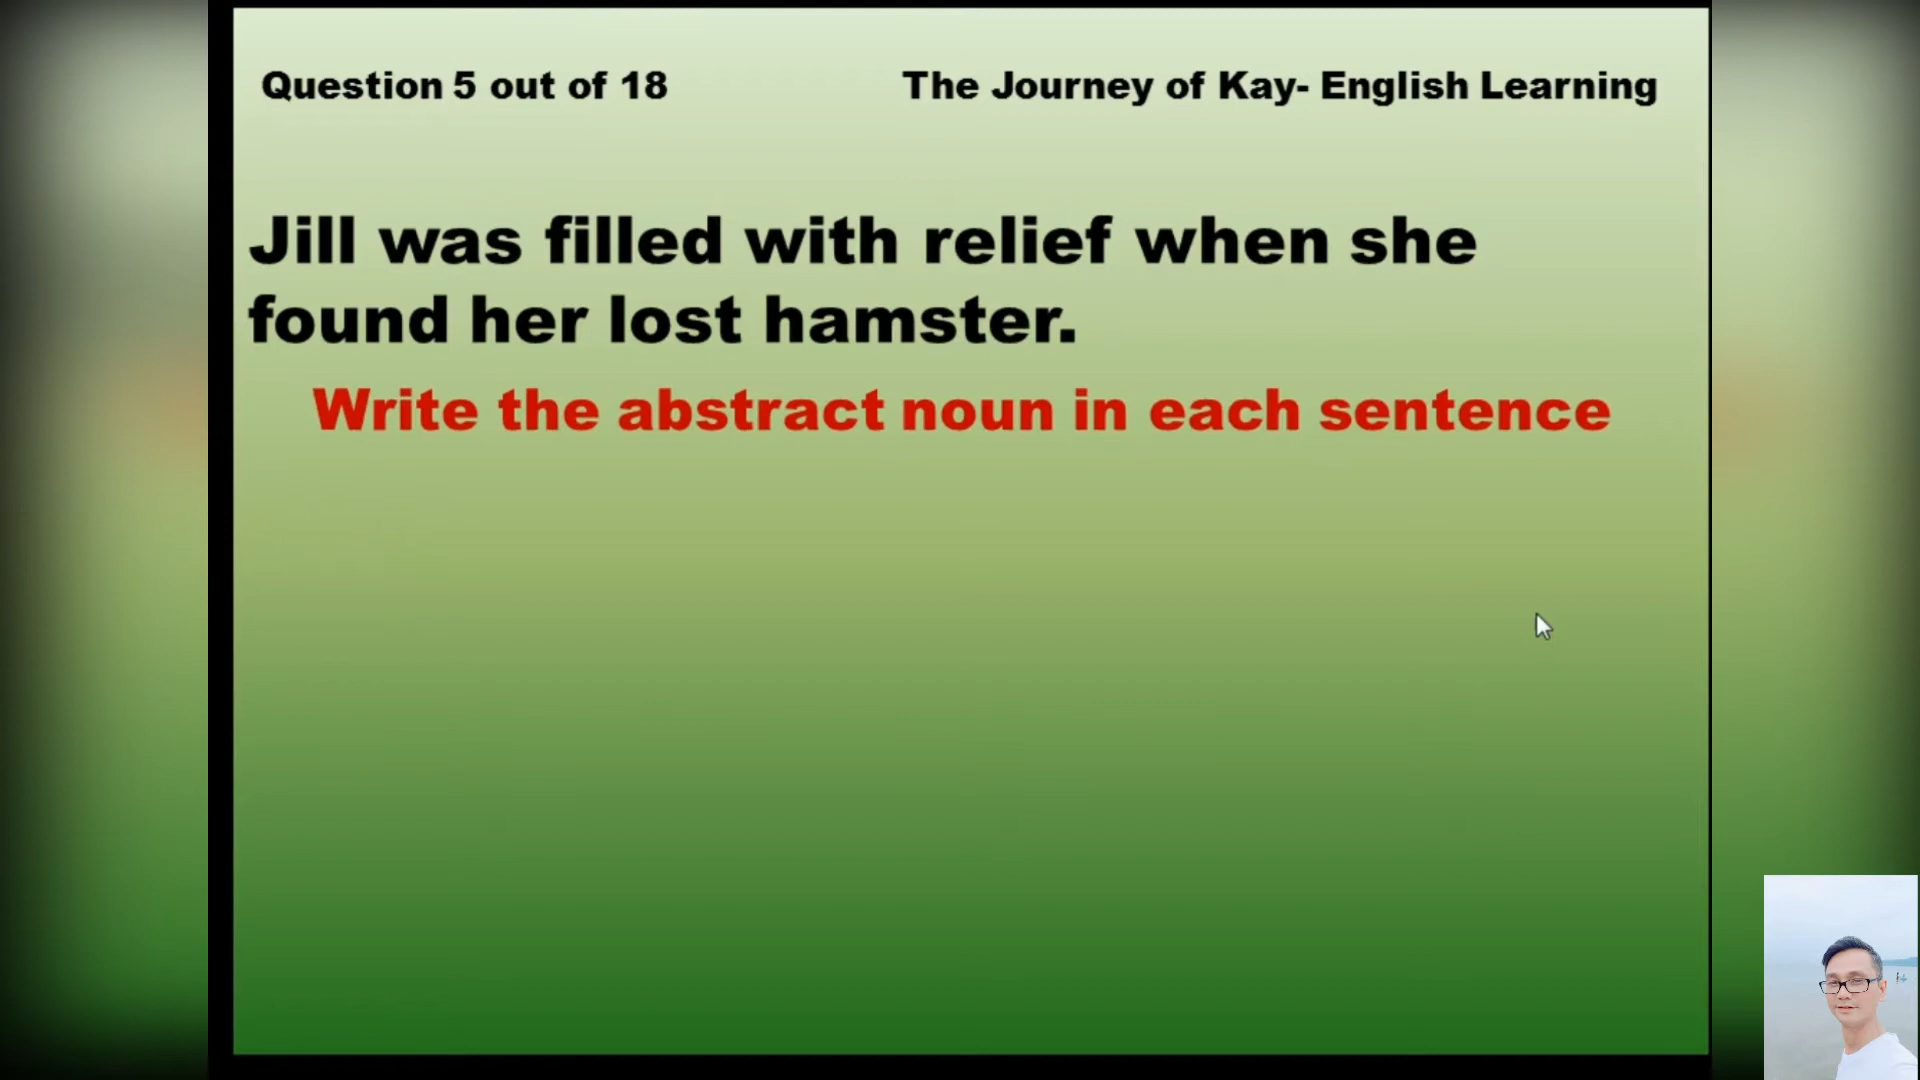 Question 5 out of 18
The Journey of Kay- English Learning
Jill was filled with relief when she
found her lost hamster.
Write the abstract noun in each sentence